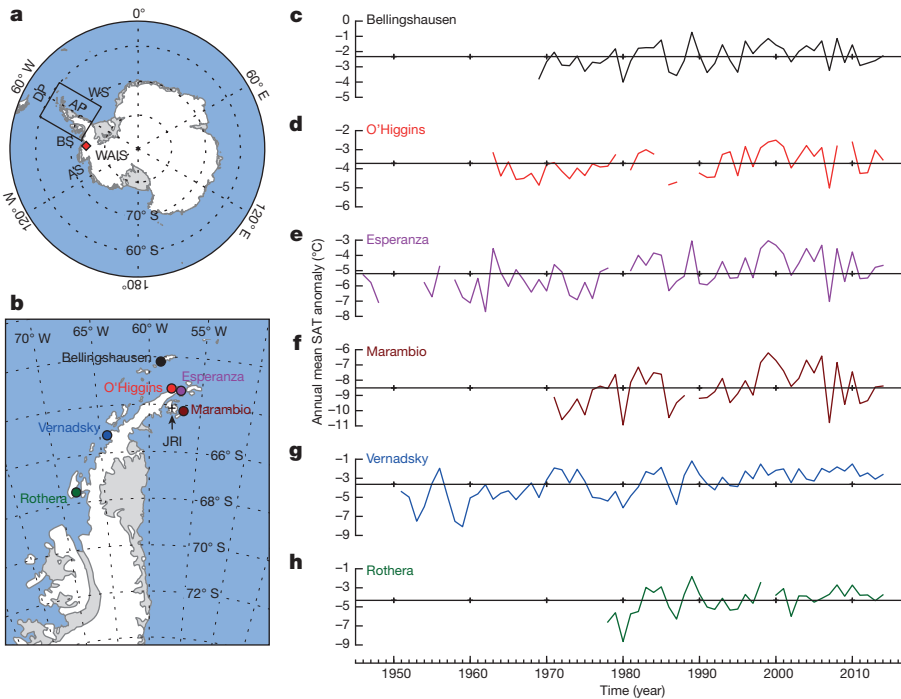 a
0°
60° W
60° E
DP
AP
WS
BS
WAIS
AS
70° S
60° S
120° W
120° E
180°
b
70° W
65° W
60° W
55° W
Bellingshausen
O'Higgins
Esperanza
Marambio
JRI
Vernadsky
Rothera
66° S
68° S
70° S
72° S
Annual mean SAT anomaly (°C)
c
Bellingshausen
0
−1
−2
−3
−4
−5
d
O'Higgins
−2
−3
−4
−5
−6
e
Esperanza
−3
−4
−5
−6
−7
−8
f
Marambio
−6
−7
−8
−9
−10
−11
g
Vernadsky
−1
−3
−5
−7
−9
h
Rothera
−1
−3
−5
−7
−9
1950 1960 1970 1980 1990 2000 2010
Time (year)